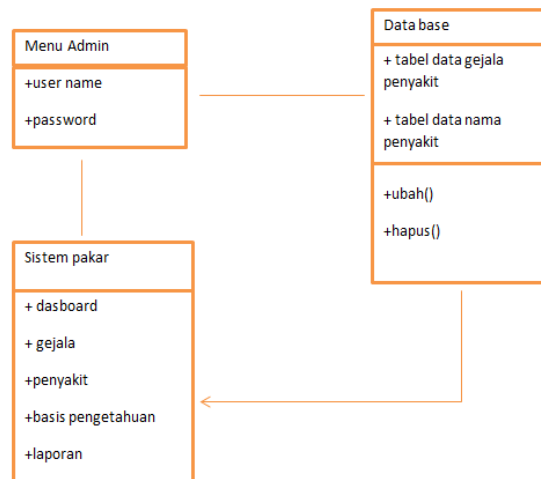 Menu Admin
+user name
+password
Data base
+ tabel data gejala
penyakit
+ tabel data nama
penyakit
+ubah()
+hapus()
Sistem pakar
+ dasboard
+ gejala
+penyakit
+basis pengetahuan
+laporan